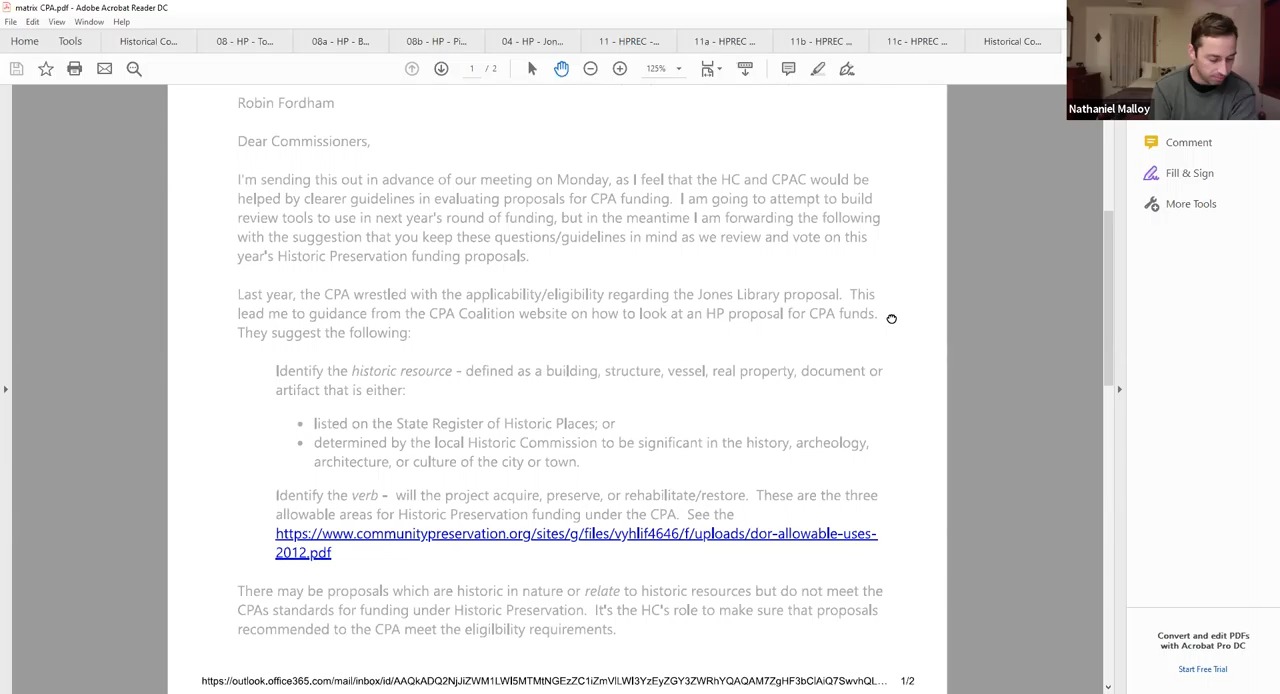 matrix CPA.pdf - Adobe Acrobat Reader DC
File Edit View Window Help
Home Tools Historical Co... 08 - HP - To... 08a - HP - B... 08b - HP - Pi... 04 - HP - Jon... 11 - HPREC -... 11a - HPREC ... 11b - HPREC ... 11c - HPREC ... Historical Co...
1 / 2 125%
Nathaniel Malloy
Robin Fordham
Dear Commissioners,
I'm sending this out in advance of our meeting on Monday, as I feel that the HC and CPAC would be
helped by clearer guidelines in evaluating proposals for CPA funding. I am going to attempt to build
review tools to use in next year's round of funding, but in the meantime I am forwarding the following
with the suggestion that you keep these questions/guidelines in mind as we review and vote on this
year's Historic Preservation funding proposals.
Last year, the CPA wrestled with the applicability/eligibility regarding the Jones Library proposal. This
lead me to guidance from the CPA Coalition website on how to look at an HP proposal for CPA funds.
They suggest the following:
Identify the historic resource - defined as a building, structure, vessel, real property, document or
artifact that is either:
• listed on the State Register of Historic Places; or
• determined by the local Historic Commission to be significant in the history, archeology,
architecture, or culture of the city or town.
Identify the verb - will the project acquire, preserve, or rehabilitate/restore. These are the three
allowable areas for Historic Preservation funding under the CPA. See the
https://www.communitypreservation.org/sites/g/files/vyhlif4646/f/uploads/dor-allowable-uses-
2012.pdf
There may be proposals which are historic in nature or relate to historic resources but do not meet the
CPAs standards for funding under Historic Preservation. It's the HC's role to make sure that proposals
recommended to the CPA meet the eligilbility requirements.
1/2
Comment
Fill & Sign
More Tools
Convert and edit PDFs
with Acrobat Pro DC
Start Free Trial